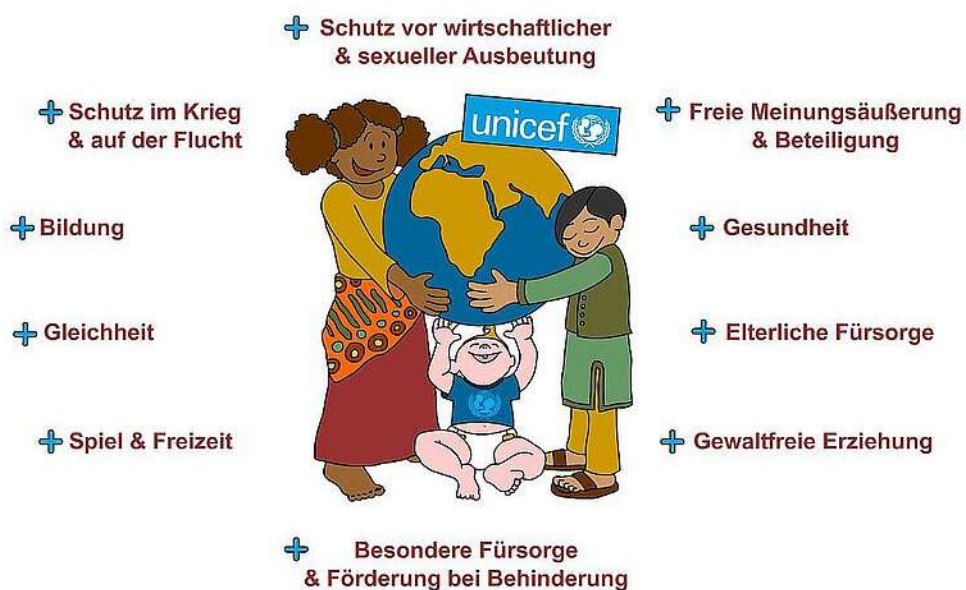 Schutz vor wirtschaftlicher
& sexueller Ausbeutung
Schutz im Krieg
& auf der Flucht
unicef
Freie Meinungsäußerung
& Beteiligung
Bildung
Gesundheit
Gleichheit
Elterliche Fürsorge
Spiel & Freizeit
Gewaltfreie Erziehung
Besondere Fürsorge
& Förderung bei Behinderung